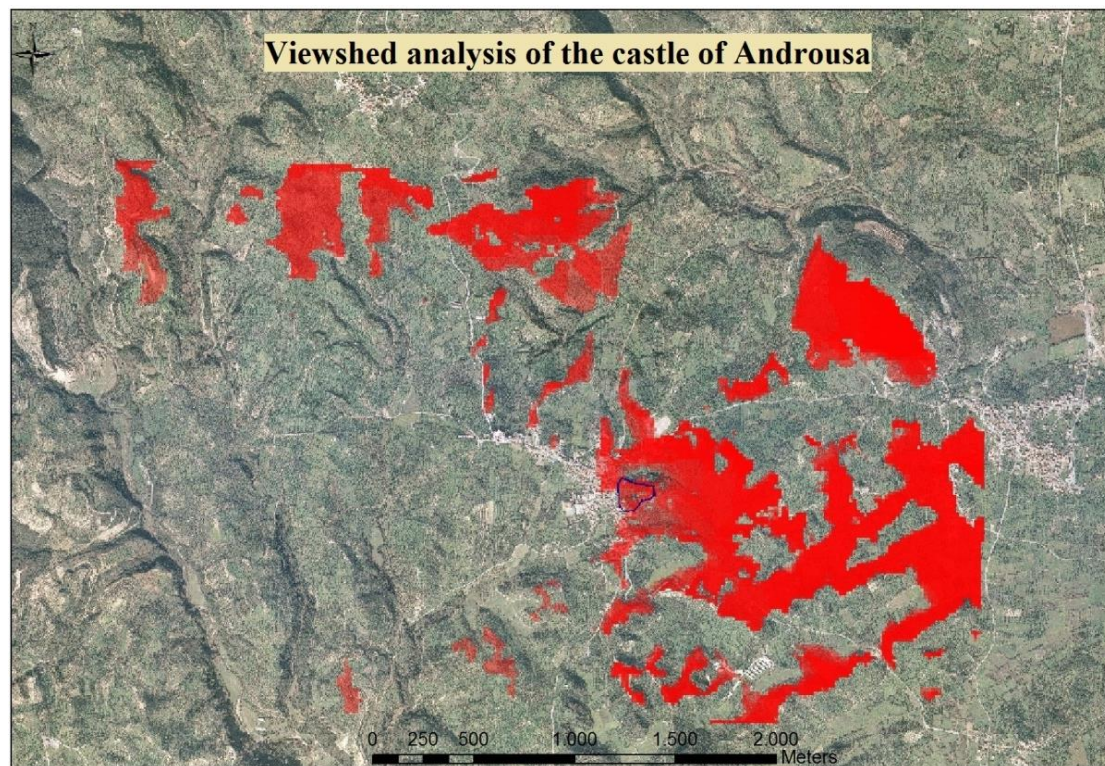 Viewshed analysis of the castle of Androusa
0 250 500 1.000 1.500 2.000
Meters